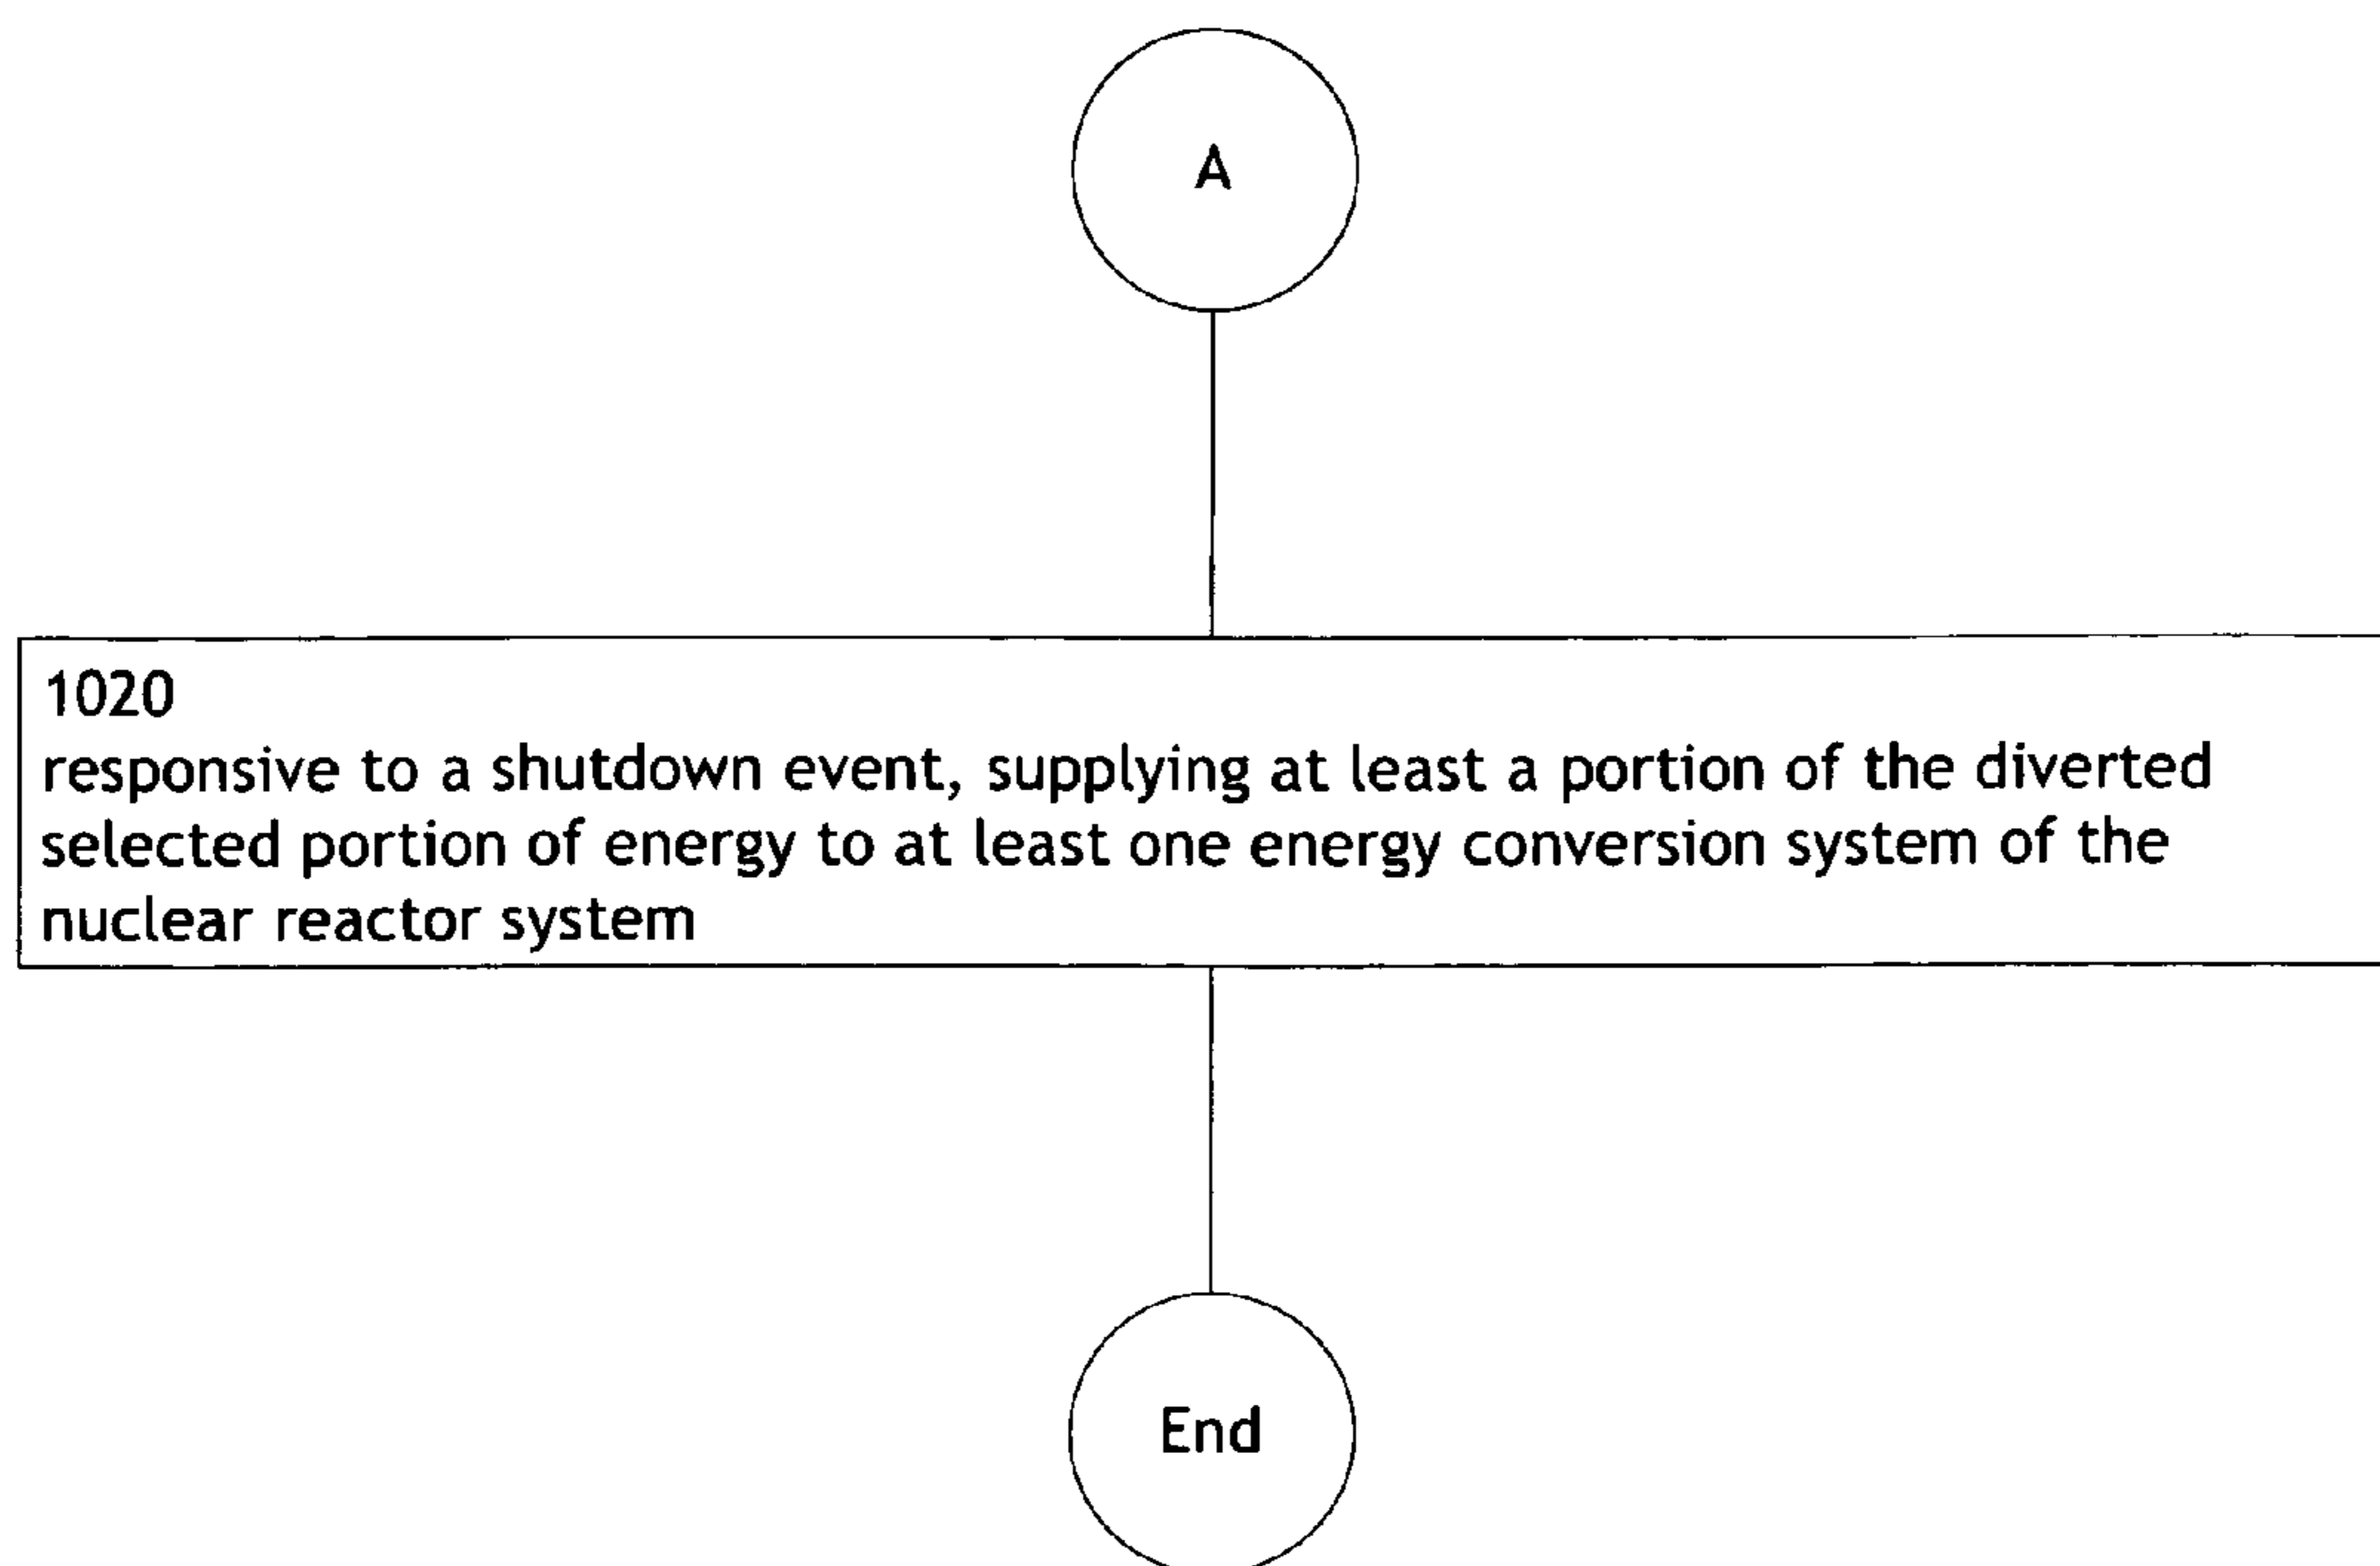 A
1020
responsive to a shutdown event, supplying at least a portion of the diverted
selected portion of energy to at least one energy conversion system of the
nuclear reactor system
End